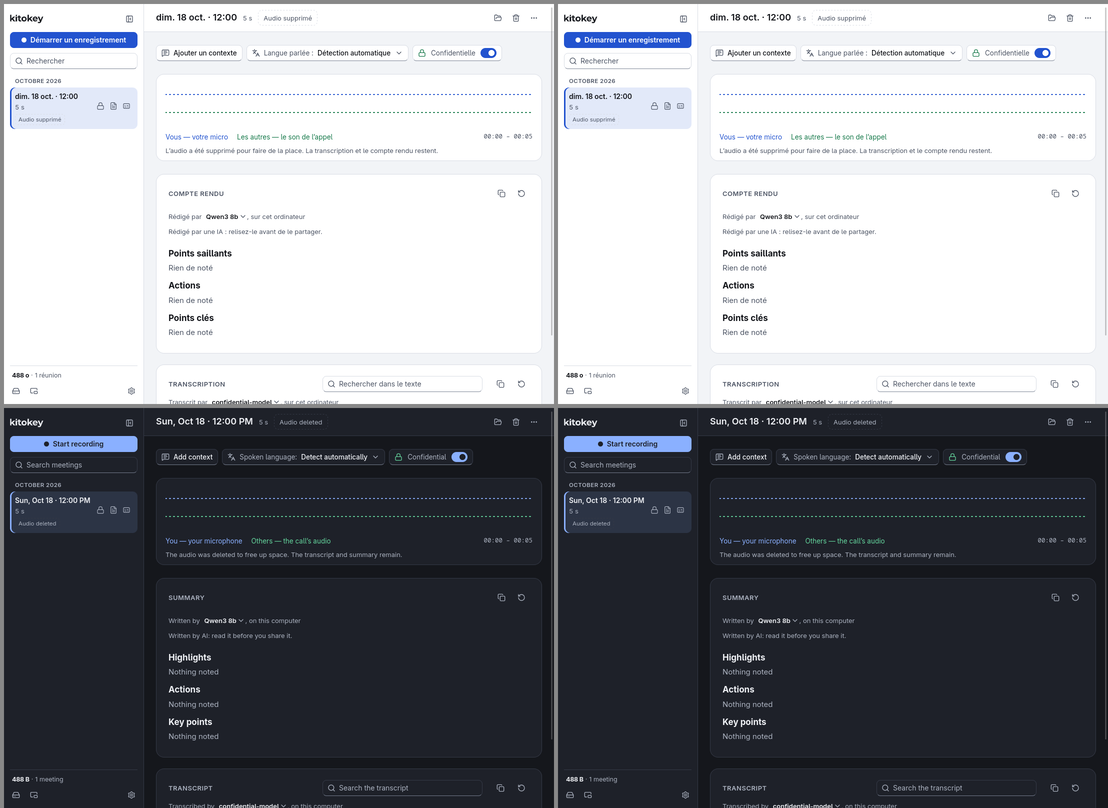 kitokey
Démarrer un enregistrement
Rechercher
OCTOBRE 2026
dim. 18 oct. · 12:00
5 s
Audio supprimé
488 o · 1 réunion
dim. 18 oct. · 12:00 5 s Audio supprimé
Ajouter un contexte Langue parlée : Détection automatique Confidentielle
Vous — votre micro Les autres — le son de l'appel 00:00 – 00:05
L'audio a été supprimé pour faire de la place. La transcription et le compte rendu restent.
COMPTE RENDU
Rédigé par Qwen3 8b , sur cet ordinateur
Rédigé par une IA : relisez-le avant de le partager.
Points saillants
Rien de noté
Actions
Rien de noté
Points clés
Rien de noté
TRANSCRIPTION Rechercher dans le texte
Transcrit par confidential-model , sur cet ordinateur
kitokey
Démarrer un enregistrement
Rechercher
OCTOBRE 2026
dim. 18 oct. · 12:00
5 s
Audio supprimé
488 o · 1 réunion
dim. 18 oct. · 12:00 5 s Audio supprimé
Ajouter un contexte Langue parlée : Détection automatique Confidentielle
Vous — votre micro Les autres — le son de l'appel 00:00 – 00:05
L'audio a été supprimé pour faire de la place. La transcription et le compte rendu restent.
COMPTE RENDU
Rédigé par Qwen3 8b , sur cet ordinateur
Rédigé par une IA : relisez-le avant de le partager.
Points saillants
Rien de noté
Actions
Rien de noté
Points clés
Rien de noté
TRANSCRIPTION Rechercher dans le texte
Transcrit par confidential-model , sur cet ordinateur
kitokey
Start recording
Search meetings
OCTOBER 2026
Sun, Oct 18 · 12:00 PM
5 s
Audio deleted
488 B · 1 meeting
Sun, Oct 18 · 12:00 PM 5 s Audio deleted
Add context Spoken language: Detect automatically Confidential
You — your microphone Others — the call's audio 00:00 – 00:05
The audio was deleted to free up space. The transcript and summary remain.
SUMMARY
Written by Qwen3 8b , on this computer
Written by AI: read it before you share it.
Highlights
Nothing noted
Actions
Nothing noted
Key points
Nothing noted
TRANSCRIPT Search the transcript
Transcribed by confidential-model , on this computer
kitokey
Start recording
Search meetings
OCTOBER 2026
Sun, Oct 18 · 12:00 PM
5 s
Audio deleted
488 B · 1 meeting
Sun, Oct 18 · 12:00 PM 5 s Audio deleted
Add context Spoken language: Detect automatically Confidential
You — your microphone Others — the call's audio 00:00 – 00:05
The audio was deleted to free up space. The transcript and summary remain.
SUMMARY
Written by Qwen3 8b , on this computer
Written by AI: read it before you share it.
Highlights
Nothing noted
Actions
Nothing noted
Key points
Nothing noted
TRANSCRIPT Search the transcript
Transcribed by confidential-model , on this computer